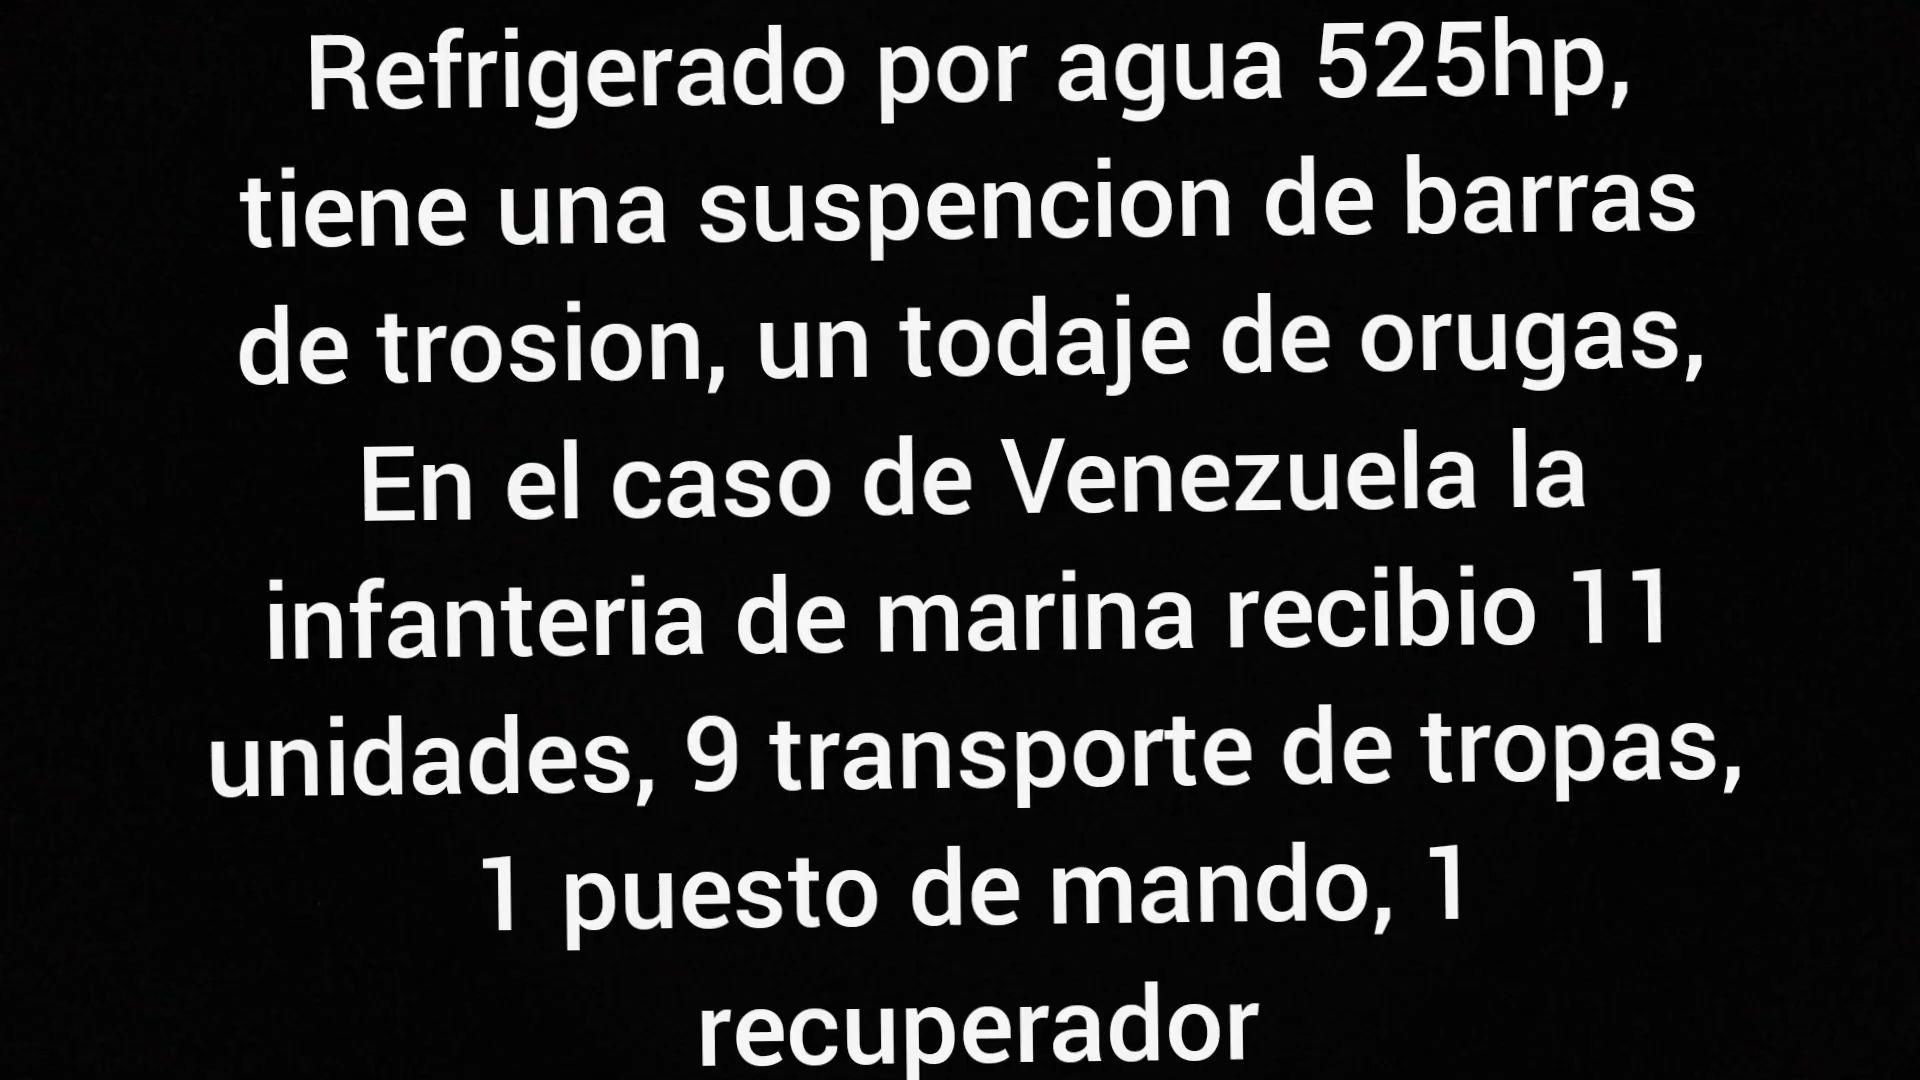 Refrigerado por agua 525hp,
tiene una suspencion de barras
de trosion, un todaje de orugas,
En el caso de Venezuela la
infanteria de marina recibio 11
unidades, 9 transporte de tropas,
1 puesto de mando, 1
recuperador